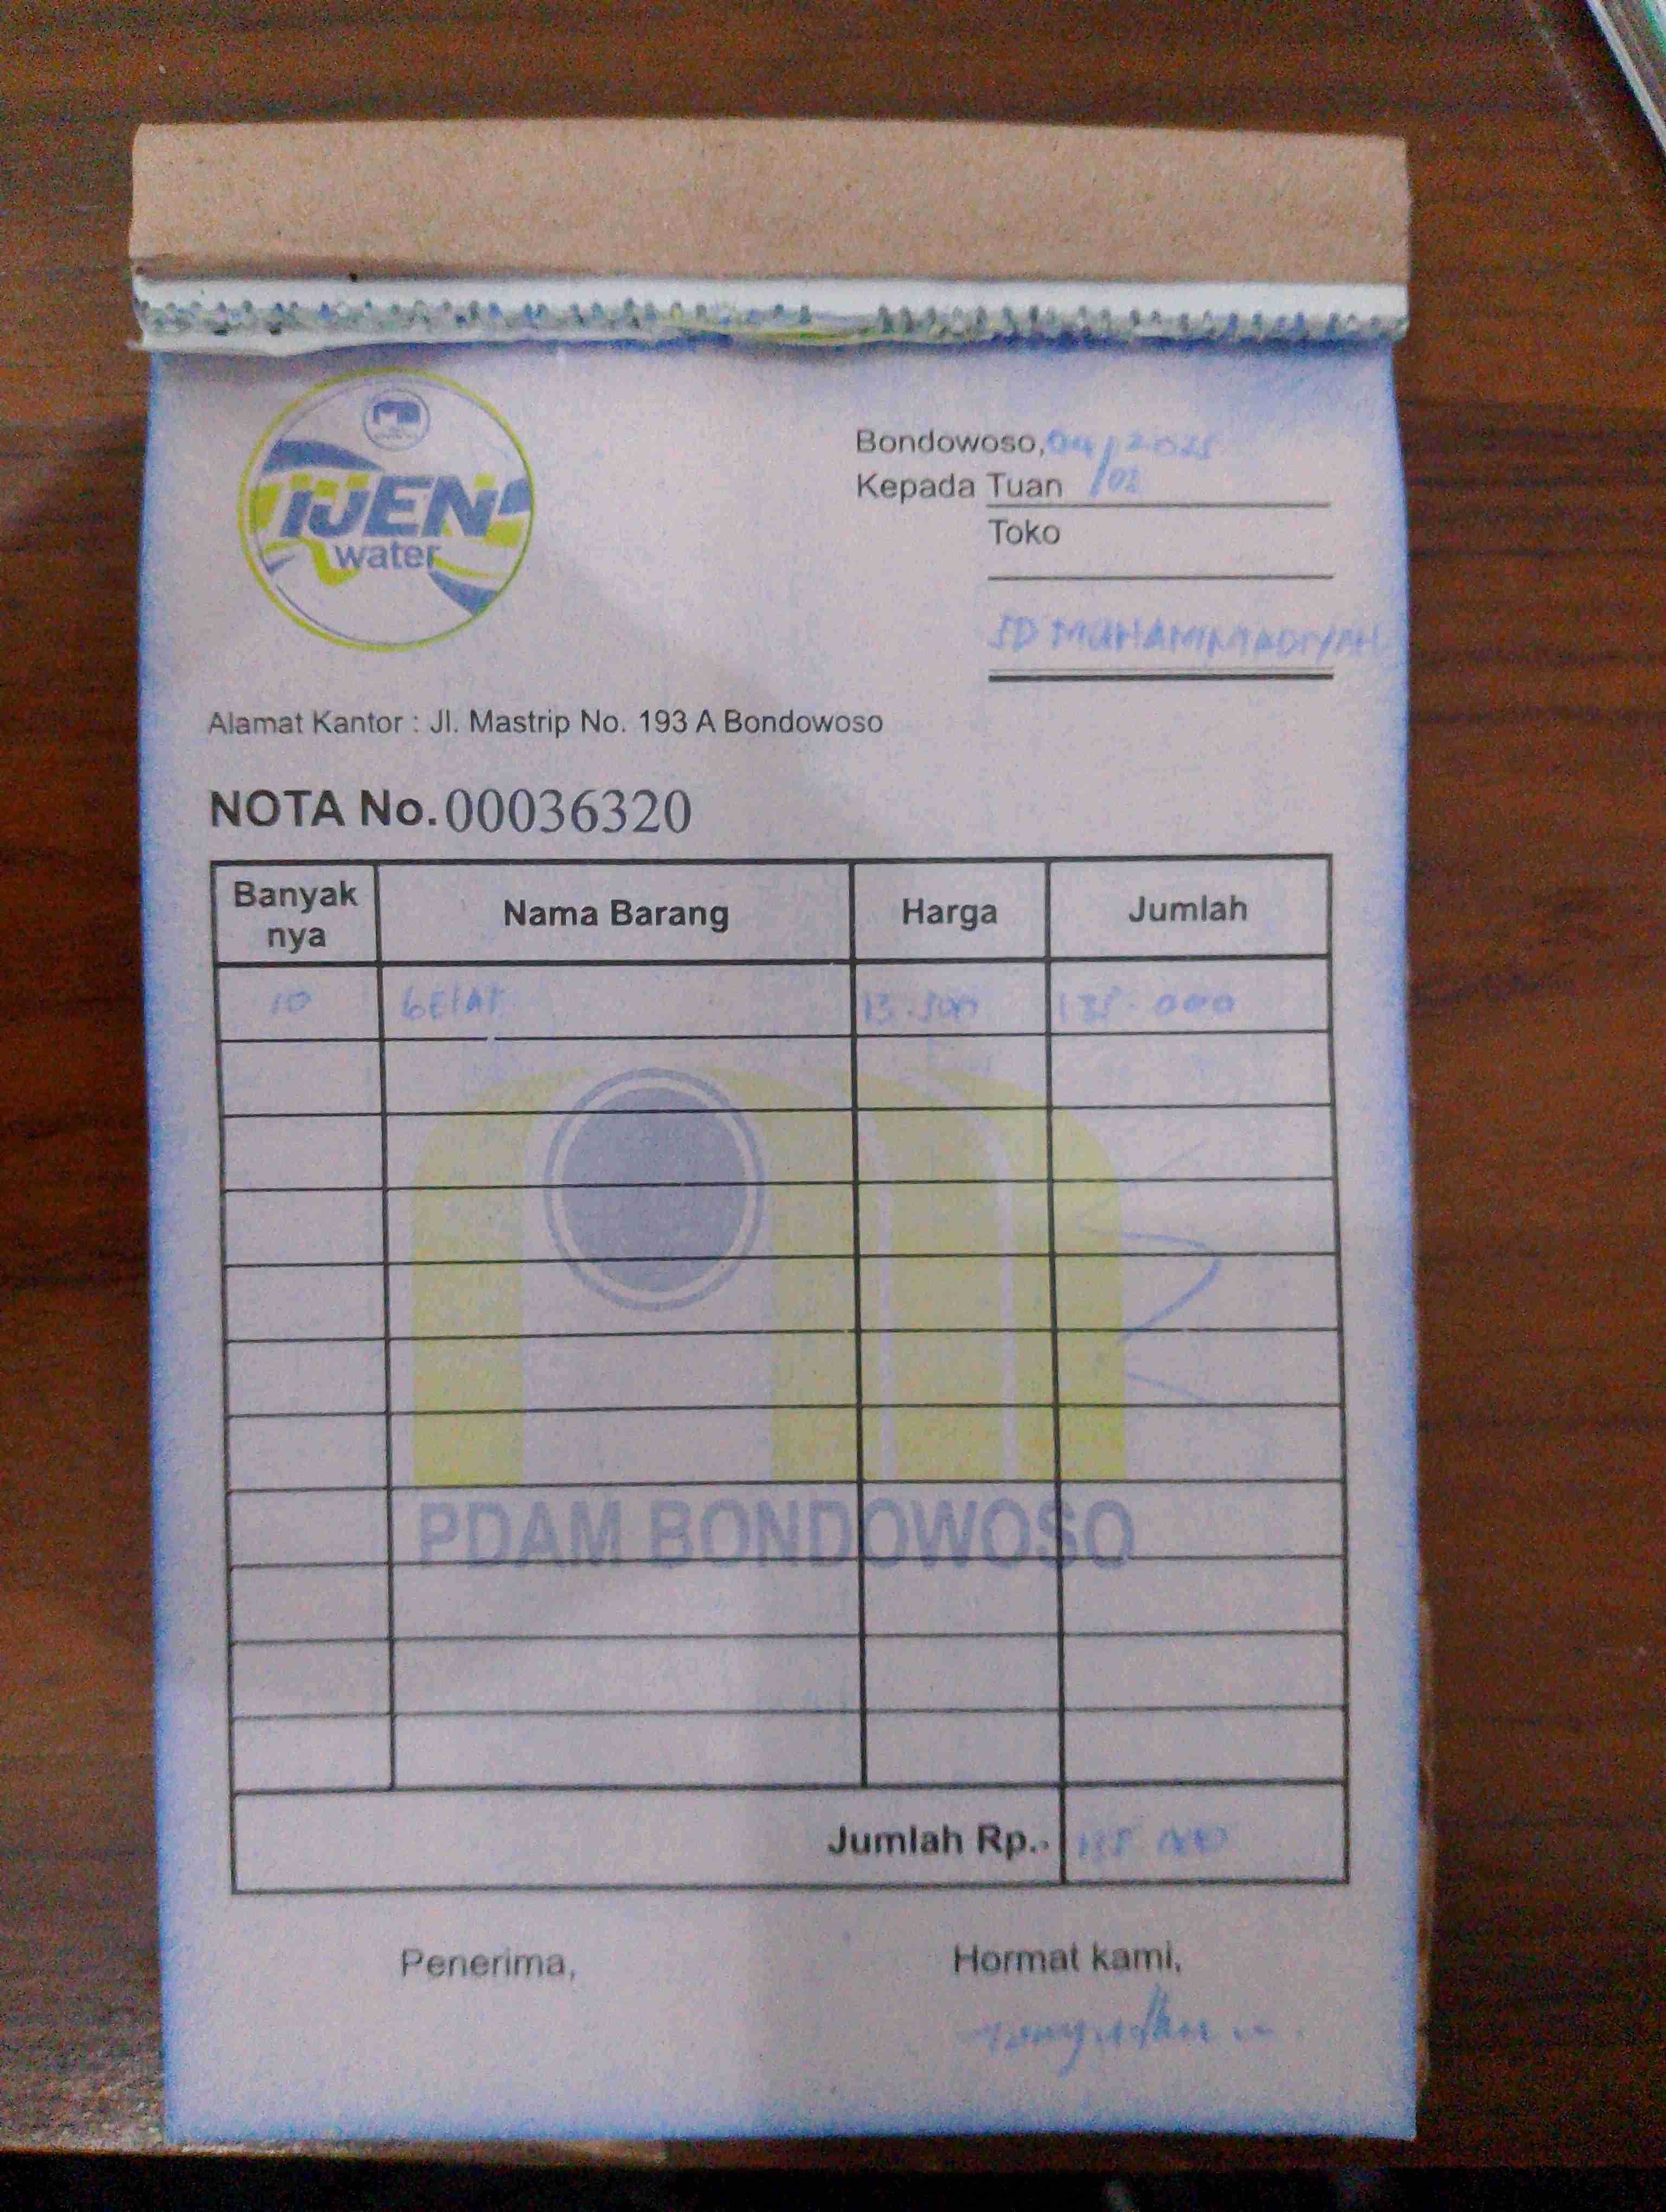 IJEN
water
Bondowoso, 04/02 2025
Kepada Tuan
Toko
SD MUHAMMADIYAH
Alamat Kantor : Jl. Mastrip No. 193 A Bondowoso
NOTA No. 00036320
Banyak nya Nama Barang Harga Jumlah
10 GELAS 13.500 135.000
PDAM BONDOWOSO
Jumlah Rp.- 135.000
Penerima, Hormat kami,